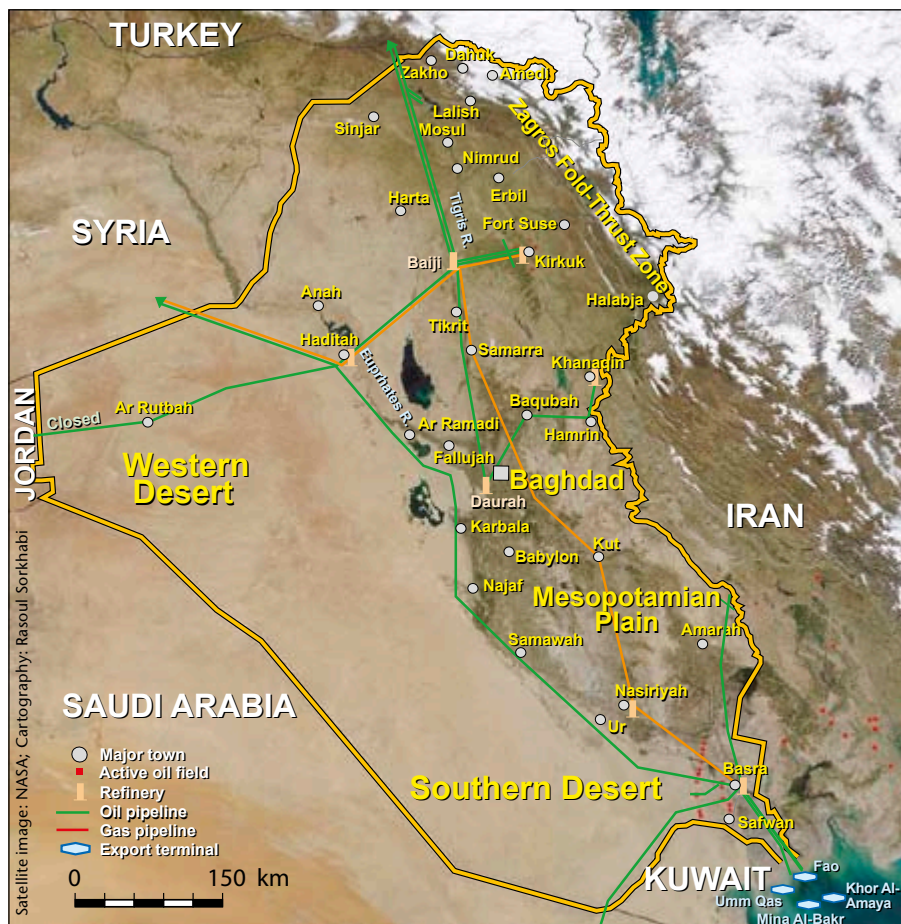 TURKEY
Dahuk
Zakho
Amedi
Lalish
Sinjar
Mosul
Zagros Fold-Thrust Zone
Nimrud
Erbil
Harta
Tigris R.
Fort Suse
SYRIA
Baiji
Kirkuk
Anah
Halabja
Tikrit
Haditah
Samarra
Khanaqin
Euprhates R.
Baqubah
JORDAN
Closed
Ar Rutbah
Ar Ramadi
Hamrin
Fallujah
Western
Desert
Baghdad
Daurah
IRAN
Karbala
Babylon
Kut
Najaf
Mesopotamian
Plain
Amarah
Samawah
SAUDI ARABIA
Nasiriyah
Ur
Southern Desert
Basra
Safwan
KUWAIT
Fao
Umm Qas
Khor Al-
Amaya
Mina Al-Bakr
Major town
Active oil field
Refinery
Oil pipeline
Gas pipeline
Export terminal
0 150 km
Satellite image: NASA; Cartography: Rasoul Sorkhabi